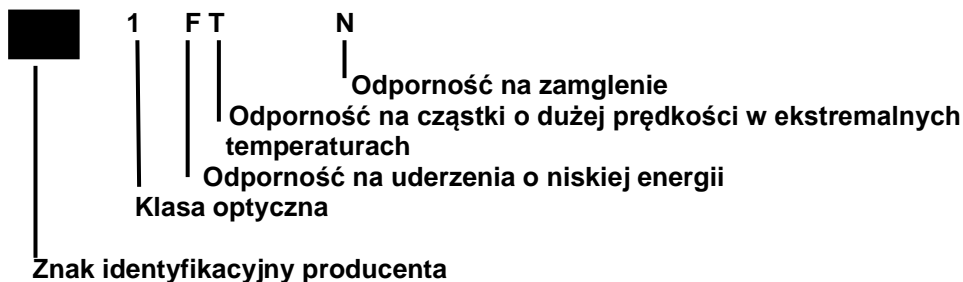 1 F T N
Odporność na zamglenie
Odporność na cząstki o dużej prędkości w ekstremalnych
temperaturach
Odporność na uderzenia o niskiej energii
Klasa optyczna
Znak identyfikacyjny producenta